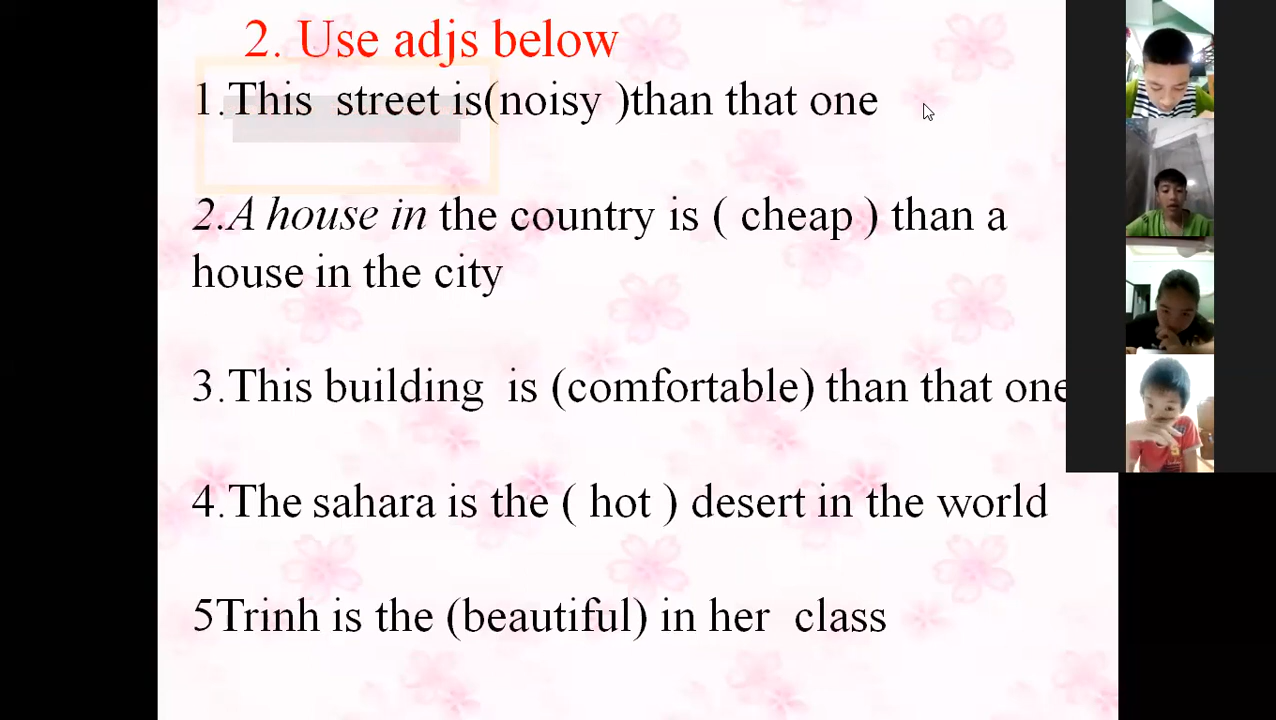 2. Use adjs below
1.This street is(noisy )than that one
2.A house in the country is ( cheap ) than a
house in the city
3.This building is (comfortable) than that one
4.The sahara is the ( hot ) desert in the world
5Trinh is the (beautiful) in her class